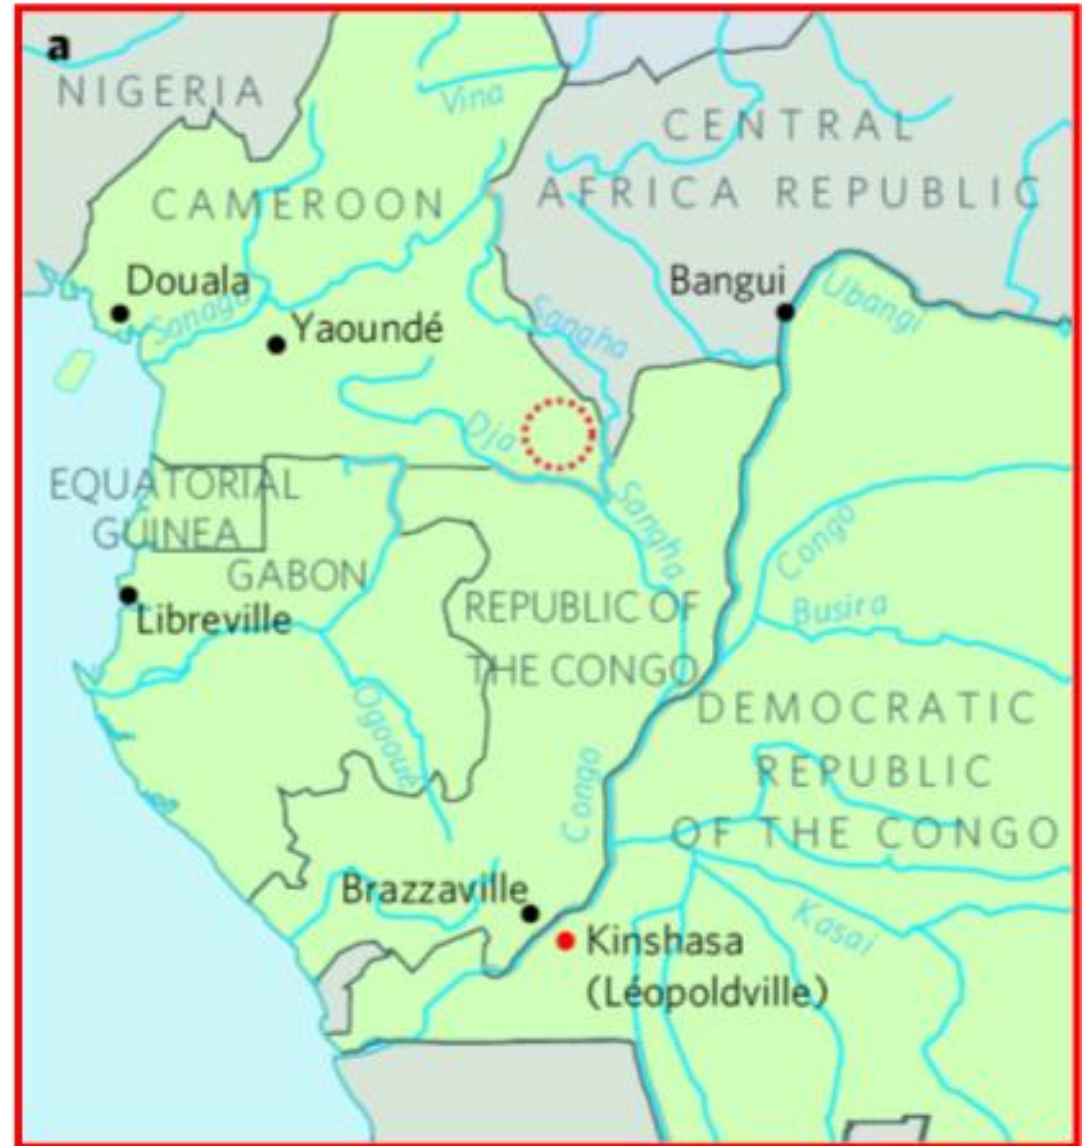 a
NIGERIA
Vina
CENTRAL
AFRICA REPUBLIC
CAMEROON
Douala
Bangui
Ubangi
Sanaga
Yaoundé
Sangha
Dja
EQUATORIAL
GUINEA
Sangha
Congo
GABON
Libreville
REPUBLIC OF
THE CONGO
Busira
Ogooué
DEMOCRATIC
REPUBLIC
OF THE CONGO
Congo
Brazzaville
Kasai
Kinshasa
(Léopoldville)